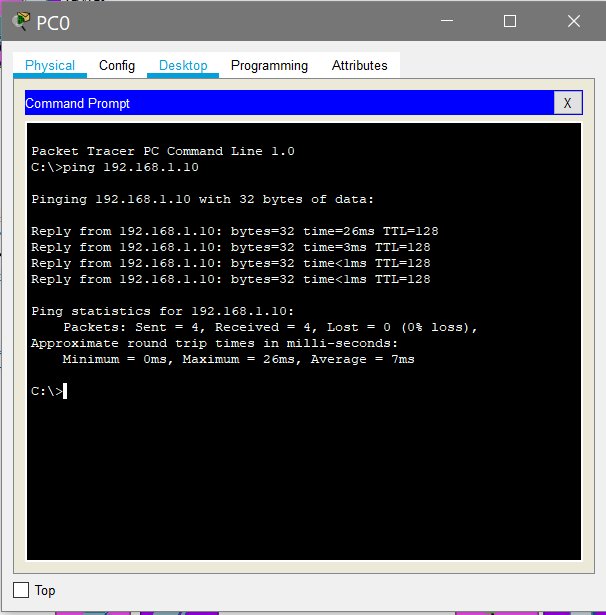 PC0
Physical Config Desktop Programming Attributes
Command Prompt X
Packet Tracer PC Command Line 1.0
C:\>ping 192.168.1.10
Pinging 192.168.1.10 with 32 bytes of data:
Reply from 192.168.1.10: bytes=32 time=26ms TTL=128
Reply from 192.168.1.10: bytes=32 time=3ms TTL=128
Reply from 192.168.1.10: bytes=32 time<1ms TTL=128
Reply from 192.168.1.10: bytes=32 time<1ms TTL=128
Ping statistics for 192.168.1.10:
    Packets: Sent = 4, Received = 4, Lost = 0 (0% loss),
Approximate round trip times in milli-seconds:
    Minimum = 0ms, Maximum = 26ms, Average = 7ms
C:\>
Top